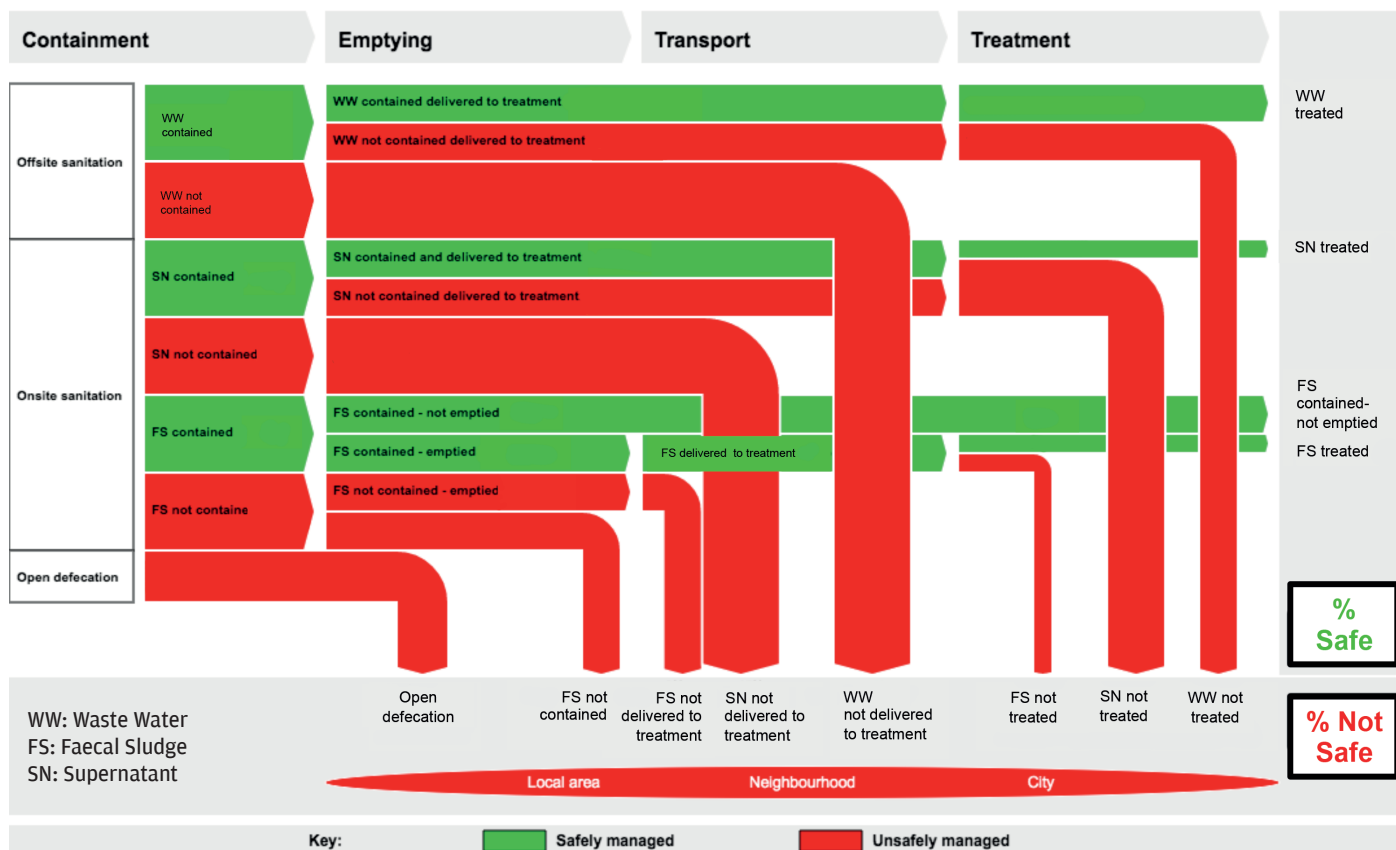 Containment
Emptying
Transport
Treatment
Offsite sanitation
WW
contained
WW contained delivered to treatment
WW
treated
WW not contained delivered to treatment
WW not
contained
Onsite sanitation
SN contained
SN contained and delivered to treatment
SN treated
SN not contained delivered to treatment
SN not contained
FS contained
FS contained - not emptied
FS
contained-
not emptied
FS contained - emptied
FS delivered to treatment
FS treated
FS not containe
FS not contained - emptied
Open defecation
%
Safe
Open
defecation
FS not
contained
FS not
delivered to
treatment
SN not
delivered to
treatment
WW
not delivered
to treatment
FS not
treated
SN not
treated
WW not
treated
% Not
Safe
WW: Waste Water
FS: Faecal Sludge
SN: Supernatant
Local area
Neighbourhood
City
Key:
Safely managed
Unsafely managed